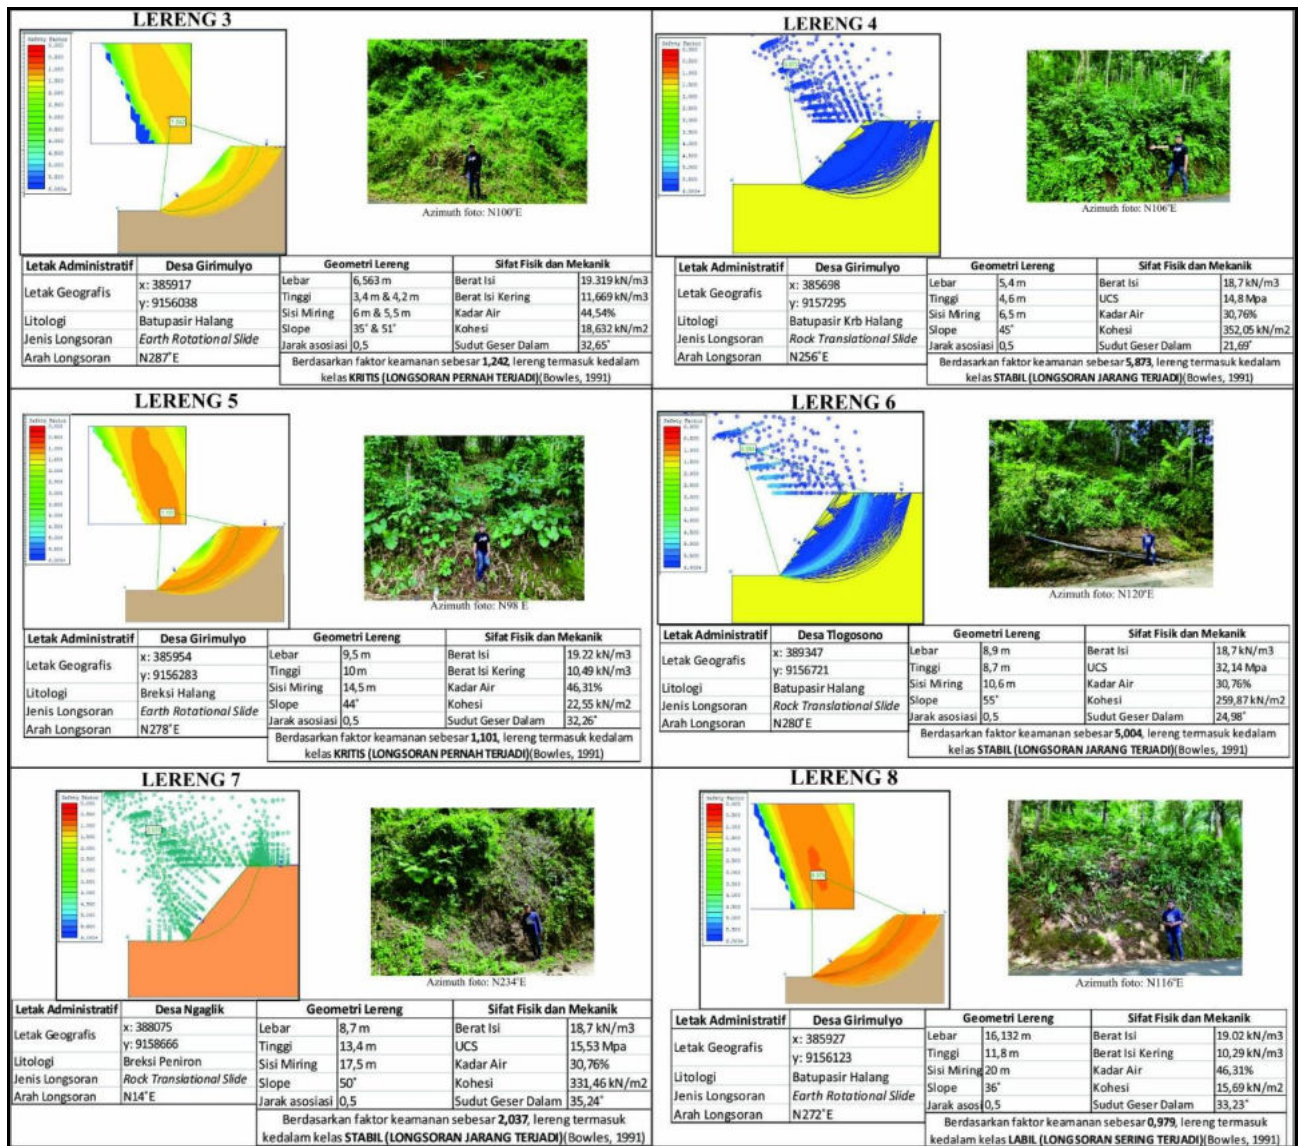 LERENG 3
Safety Factor
Azimuth foto: N100°E
Letak Administratif Desa Girimulyo
Letak Geografis x: 385917
y: 9156038
Litologi Batupasir Halang
Jenis Longsoran Earth Rotational Slide
Arah Longsoran N287°E
Geometri Lereng Sifat Fisik dan Mekanik
Lebar 6,563 m Berat Isi 19.319 kN/m3
Tinggi 3,4 m & 4,2 m Berat Isi Kering 11,669 kN/m3
Sisi Miring 6 m & 5,5 m Kadar Air 44,54%
Slope 35° & 51° Kohesi 18,632 kN/m2
Jarak asosiasi 0,5 Sudut Geser Dalam 32,65°
Berdasarkan faktor keamanan sebesar 1,242, lereng termasuk kedalam
kelas KRITIS (LONGSORAN PERNAH TERJADI)(Bowles, 1991)
LERENG 4
Safety Factor
Azimuth foto: N106°E
Letak Administratif Desa Girimulyo
Letak Geografis x: 385698
y: 9157295
Litologi Batupasir Krb Halang
Jenis Longsoran Rock Translational Slide
Arah Longsoran N256°E
Geometri Lereng Sifat Fisik dan Mekanik
Lebar 5,4 m Berat Isi 18,7 kN/m3
Tinggi 4,6 m UCS 14,8 Mpa
Sisi Miring 6,5 m Kadar Air 30,76%
Slope 45° Kohesi 352,05 kN/m2
Jarak asosiasi 0,5 Sudut Geser Dalam 21,69°
Berdasarkan faktor keamanan sebesar 5,873, lereng termasuk kedalam
kelas STABIL (LONGSORAN JARANG TERJADI)(Bowles, 1991)
LERENG 5
Safety Factor
Azimuth foto: N98 E
Letak Administratif Desa Girimulyo
Letak Geografis x: 385954
y: 9156283
Litologi Breksi Halang
Jenis Longsoran Earth Rotational Slide
Arah Longsoran N278°E
Geometri Lereng Sifat Fisik dan Mekanik
Lebar 9,5 m Berat Isi 19.22 kN/m3
Tinggi 10 m Berat Isi Kering 10,49 kN/m3
Sisi Miring 14,5 m Kadar Air 46,31%
Slope 44° Kohesi 22,55 kN/m2
Jarak asosiasi 0,5 Sudut Geser Dalam 32,26°
Berdasarkan faktor keamanan sebesar 1,101, lereng termasuk kedalam
kelas KRITIS (LONGSORAN PERNAH TERJADI)(Bowles, 1991)
LERENG 6
Safety Factor
Azimuth foto: N120°E
Letak Administratif Desa Tlogosono
Letak Geografis x: 389347
y: 9156721
Litologi Batupasir Halang
Jenis Longsoran Rock Translational Slide
Arah Longsoran N280°E
Geometri Lereng Sifat Fisik dan Mekanik
Lebar 8,9 m Berat Isi 18,7 kN/m3
Tinggi 8,7 m UCS 32,14 Mpa
Sisi Miring 10,6 m Kadar Air 30,76%
Slope 55° Kohesi 259,87 kN/m2
Jarak asosiasi 0,5 Sudut Geser Dalam 24,98°
Berdasarkan faktor keamanan sebesar 5,004, lereng termasuk kedalam
kelas STABIL (LONGSORAN JARANG TERJADI)(Bowles, 1991)
LERENG 7
Safety Factor
Azimuth foto: N234°E
Letak Administratif Desa Ngaglik
Letak Geografis x: 388075
y: 9158666
Litologi Breksi Peniron
Jenis Longsoran Rock Translational Slide
Arah Longsoran N14°E
Geometri Lereng Sifat Fisik dan Mekanik
Lebar 8,7 m Berat Isi 18,7 kN/m3
Tinggi 13,4 m UCS 15,53 Mpa
Sisi Miring 17,5 m Kadar Air 30,76%
Slope 50° Kohesi 331,46 kN/m2
Jarak asosiasi 0,5 Sudut Geser Dalam 35,24°
Berdasarkan faktor keamanan sebesar 2,037, lereng termasuk
kedalam kelas STABIL (LONGSORAN JARANG TERJADI)(Bowles, 1991)
LERENG 8
Safety Factor
Azimuth foto: N116°E
Letak Administratif Desa Girimulyo
Letak Geografis x: 385927
y: 9156123
Litologi Batupasir Halang
Jenis Longsoran Earth Rotational Slide
Arah Longsoran N272°E
Geometri Lereng Sifat Fisik dan Mekanik
Lebar 16,132 m Berat Isi 19.02 kN/m3
Tinggi 11,8 m Berat Isi Kering 10,29 kN/m3
Sisi Miring 20 m Kadar Air 46,31%
Slope 36° Kohesi 15,69 kN/m2
Jarak asosi 0,5 Sudut Geser Dalam 33,23°
Berdasarkan faktor keamanan sebesar 0,979, lereng termasuk
kedalam kelas LABIL (LONGSORAN SERING TERJADI)(Bowles, 1991)